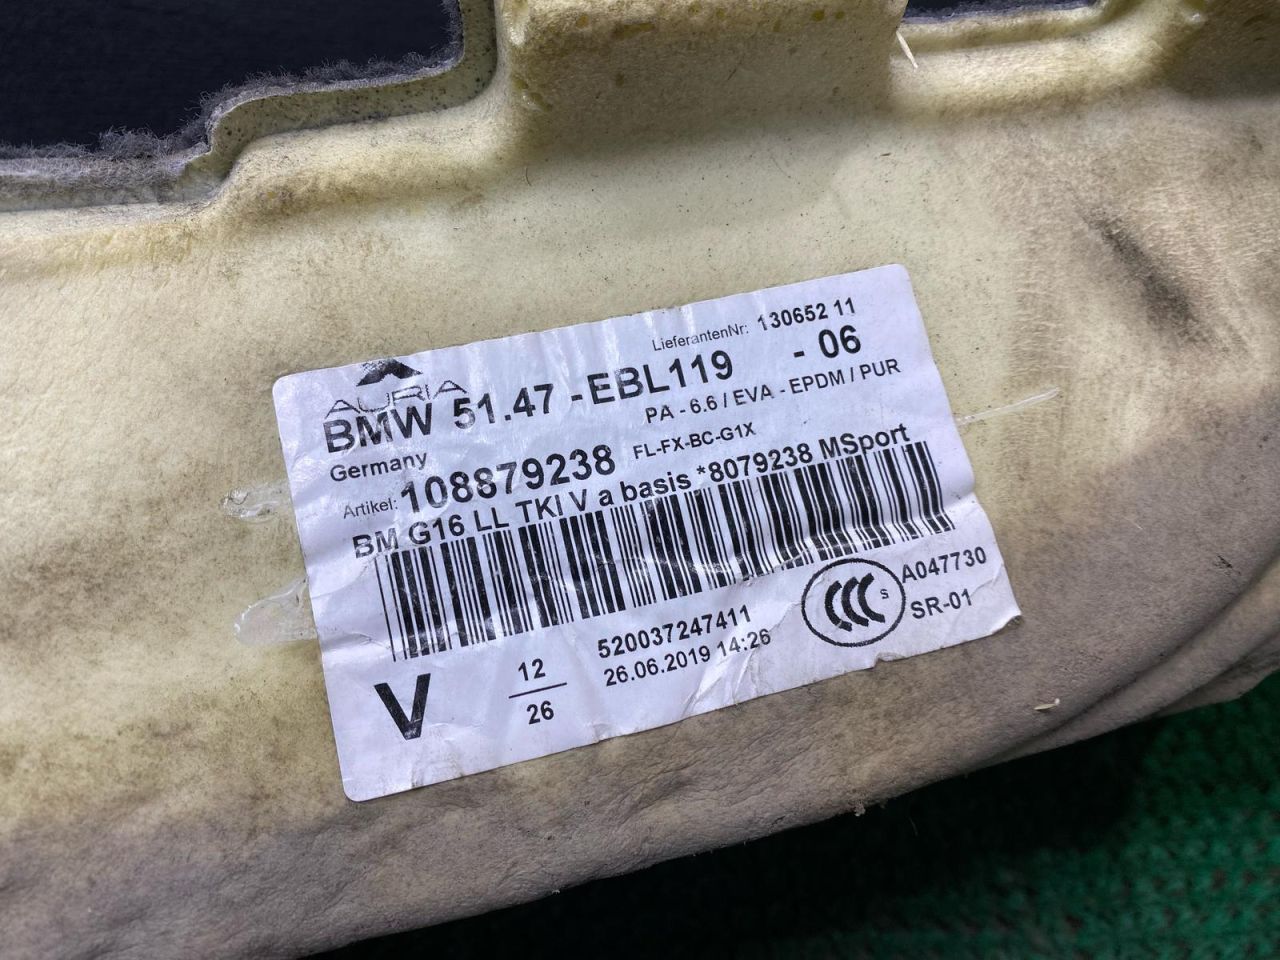 LieferantenNr: 130652 11
AURIA
BMW 51.47 - EBL119 - 06
Germany
PA - 6.6 / EVA - EPDM / PUR
Artikel: 108879238 FL-FX-BC-G1X
BM G16 LL TKI V a basis *8079238 MSport
CCC S
A047730
SR-01
520037247411
26.06.2019 14:26
V
12
26